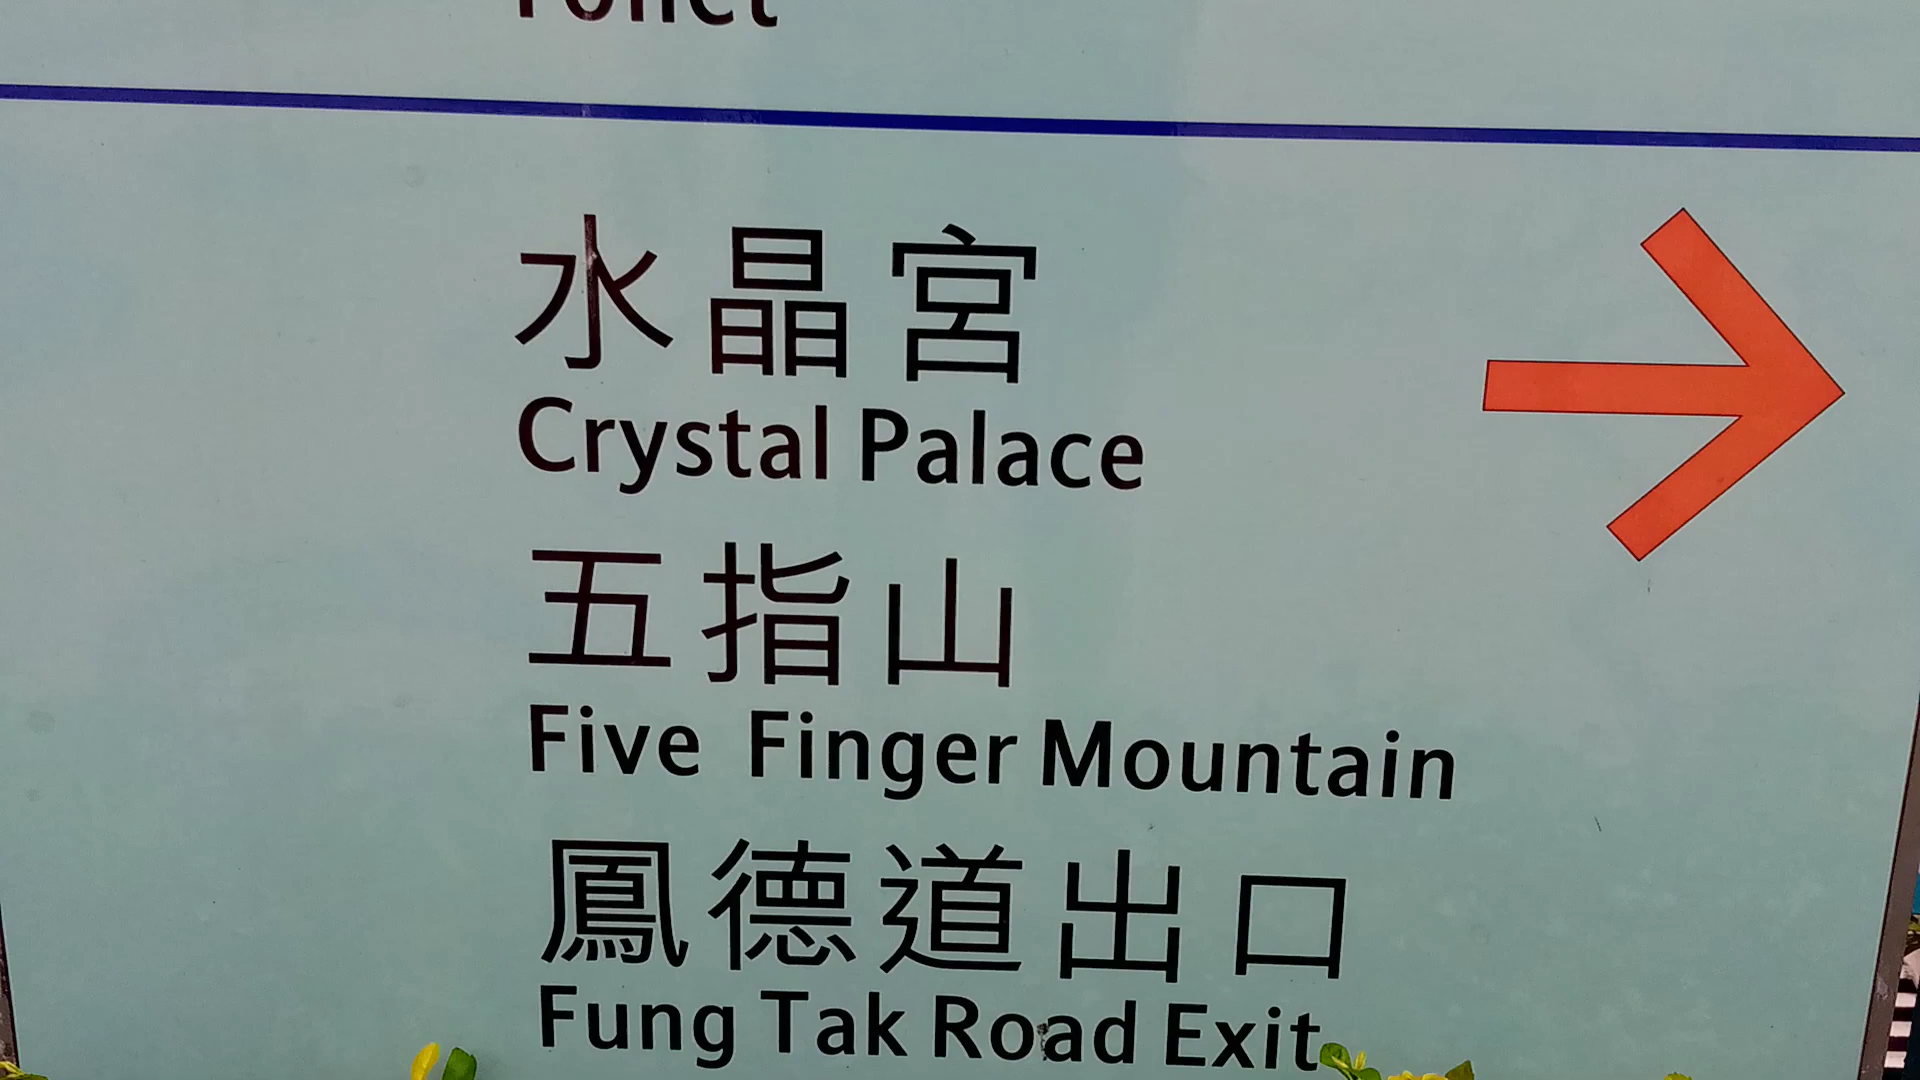 Toilet
水晶宮
Crystal Palace
五指山
Five Finger Mountain
鳳德道出口
Fung Tak Road Exit